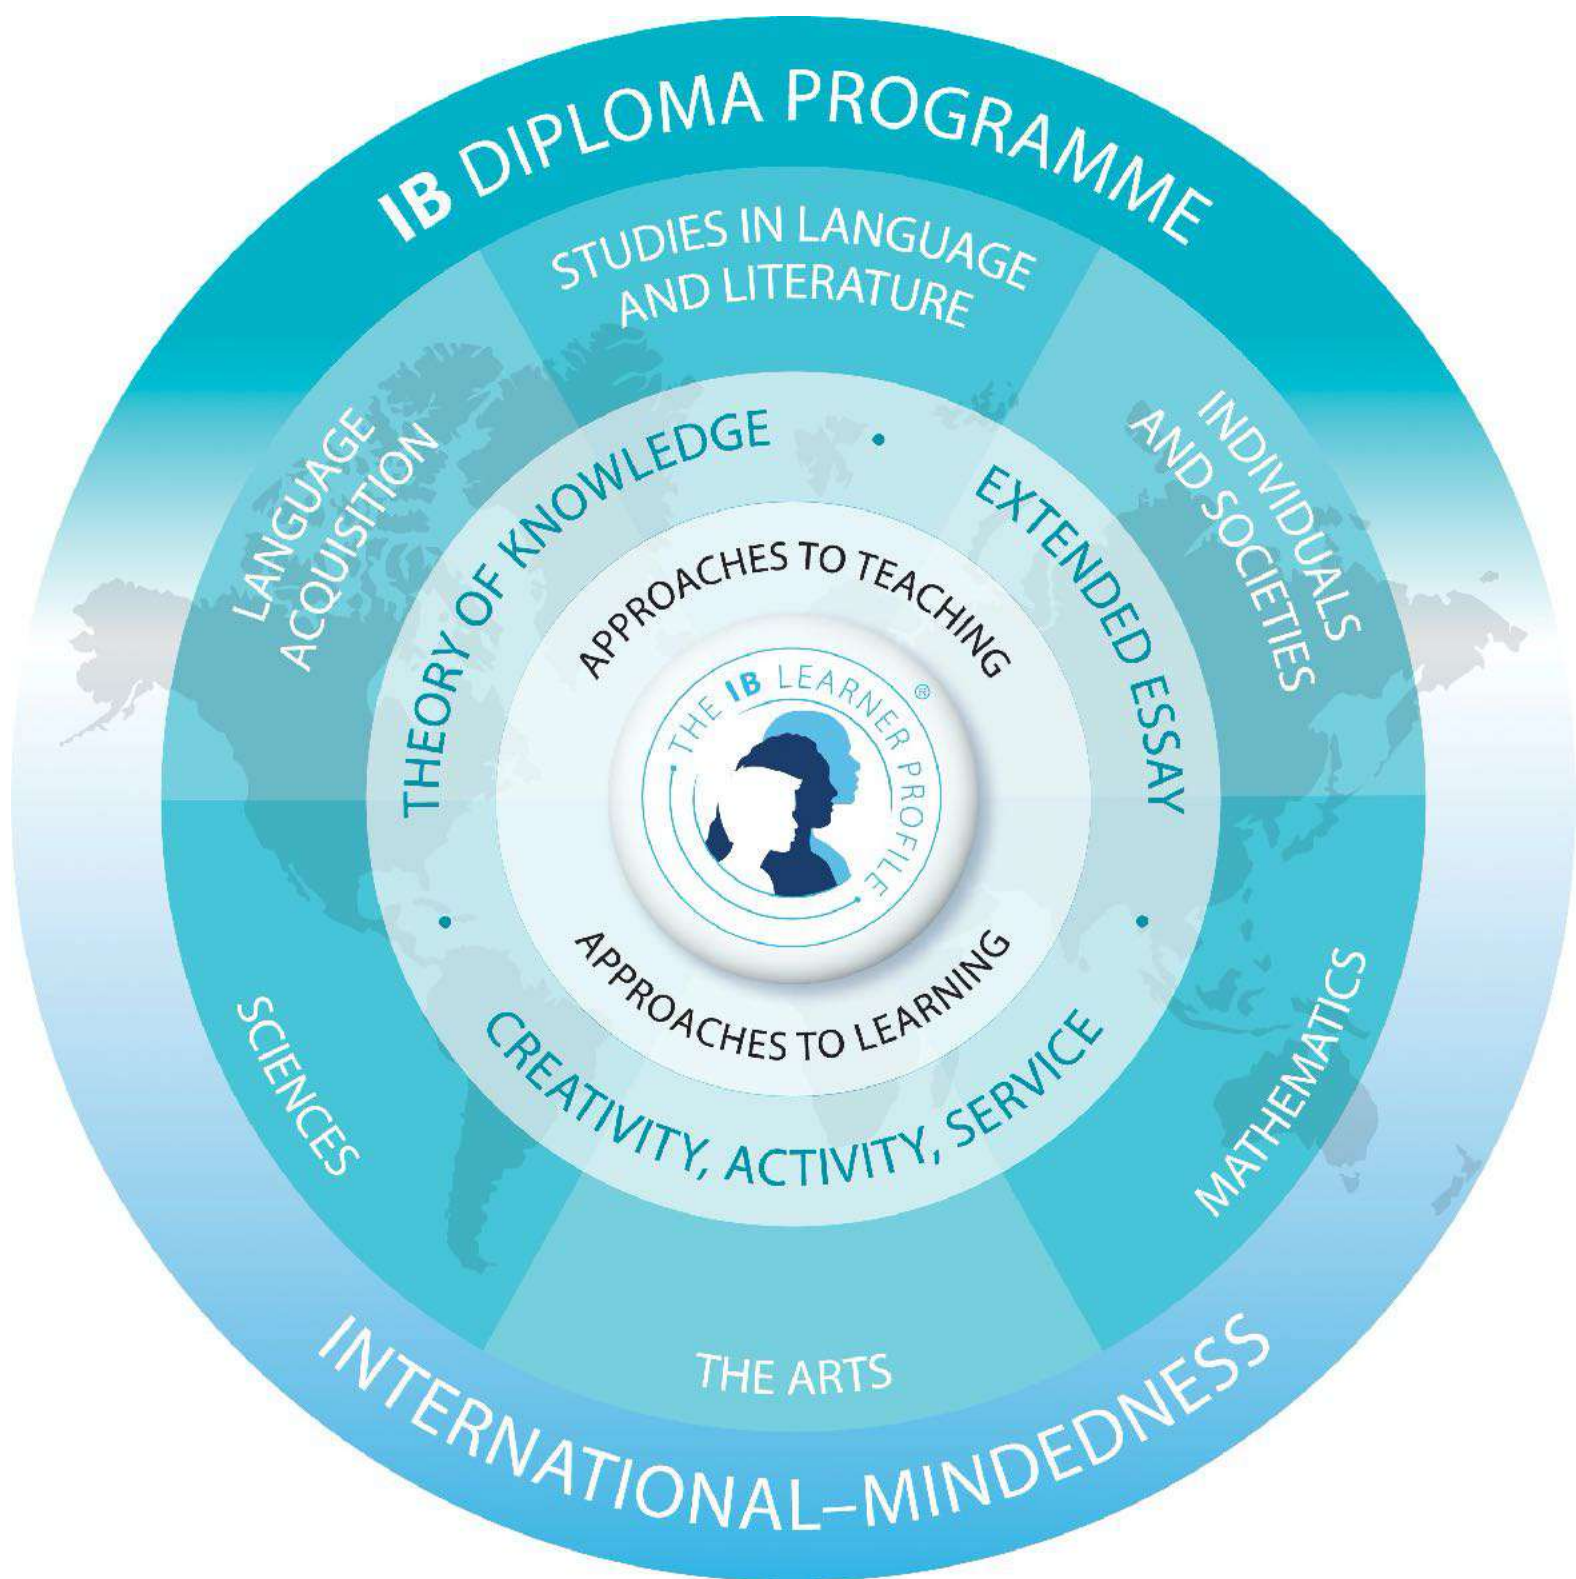 IB DIPLOMA PROGRAMME
STUDIES IN LANGUAGE
AND LITERATURE
LANGUAGE
ACQUISITION
INDIVIDUALS
AND SOCIETIES
THEORY OF KNOWLEDGE
•
EXTENDED ESSAY
•
APPROACHES TO TEACHING
THE IB LEARNER PROFILE
®
APPROACHES TO LEARNING
•
CREATIVITY, ACTIVITY, SERVICE
SCIENCES
MATHEMATICS
THE ARTS
INTERNATIONAL–MINDEDNESS